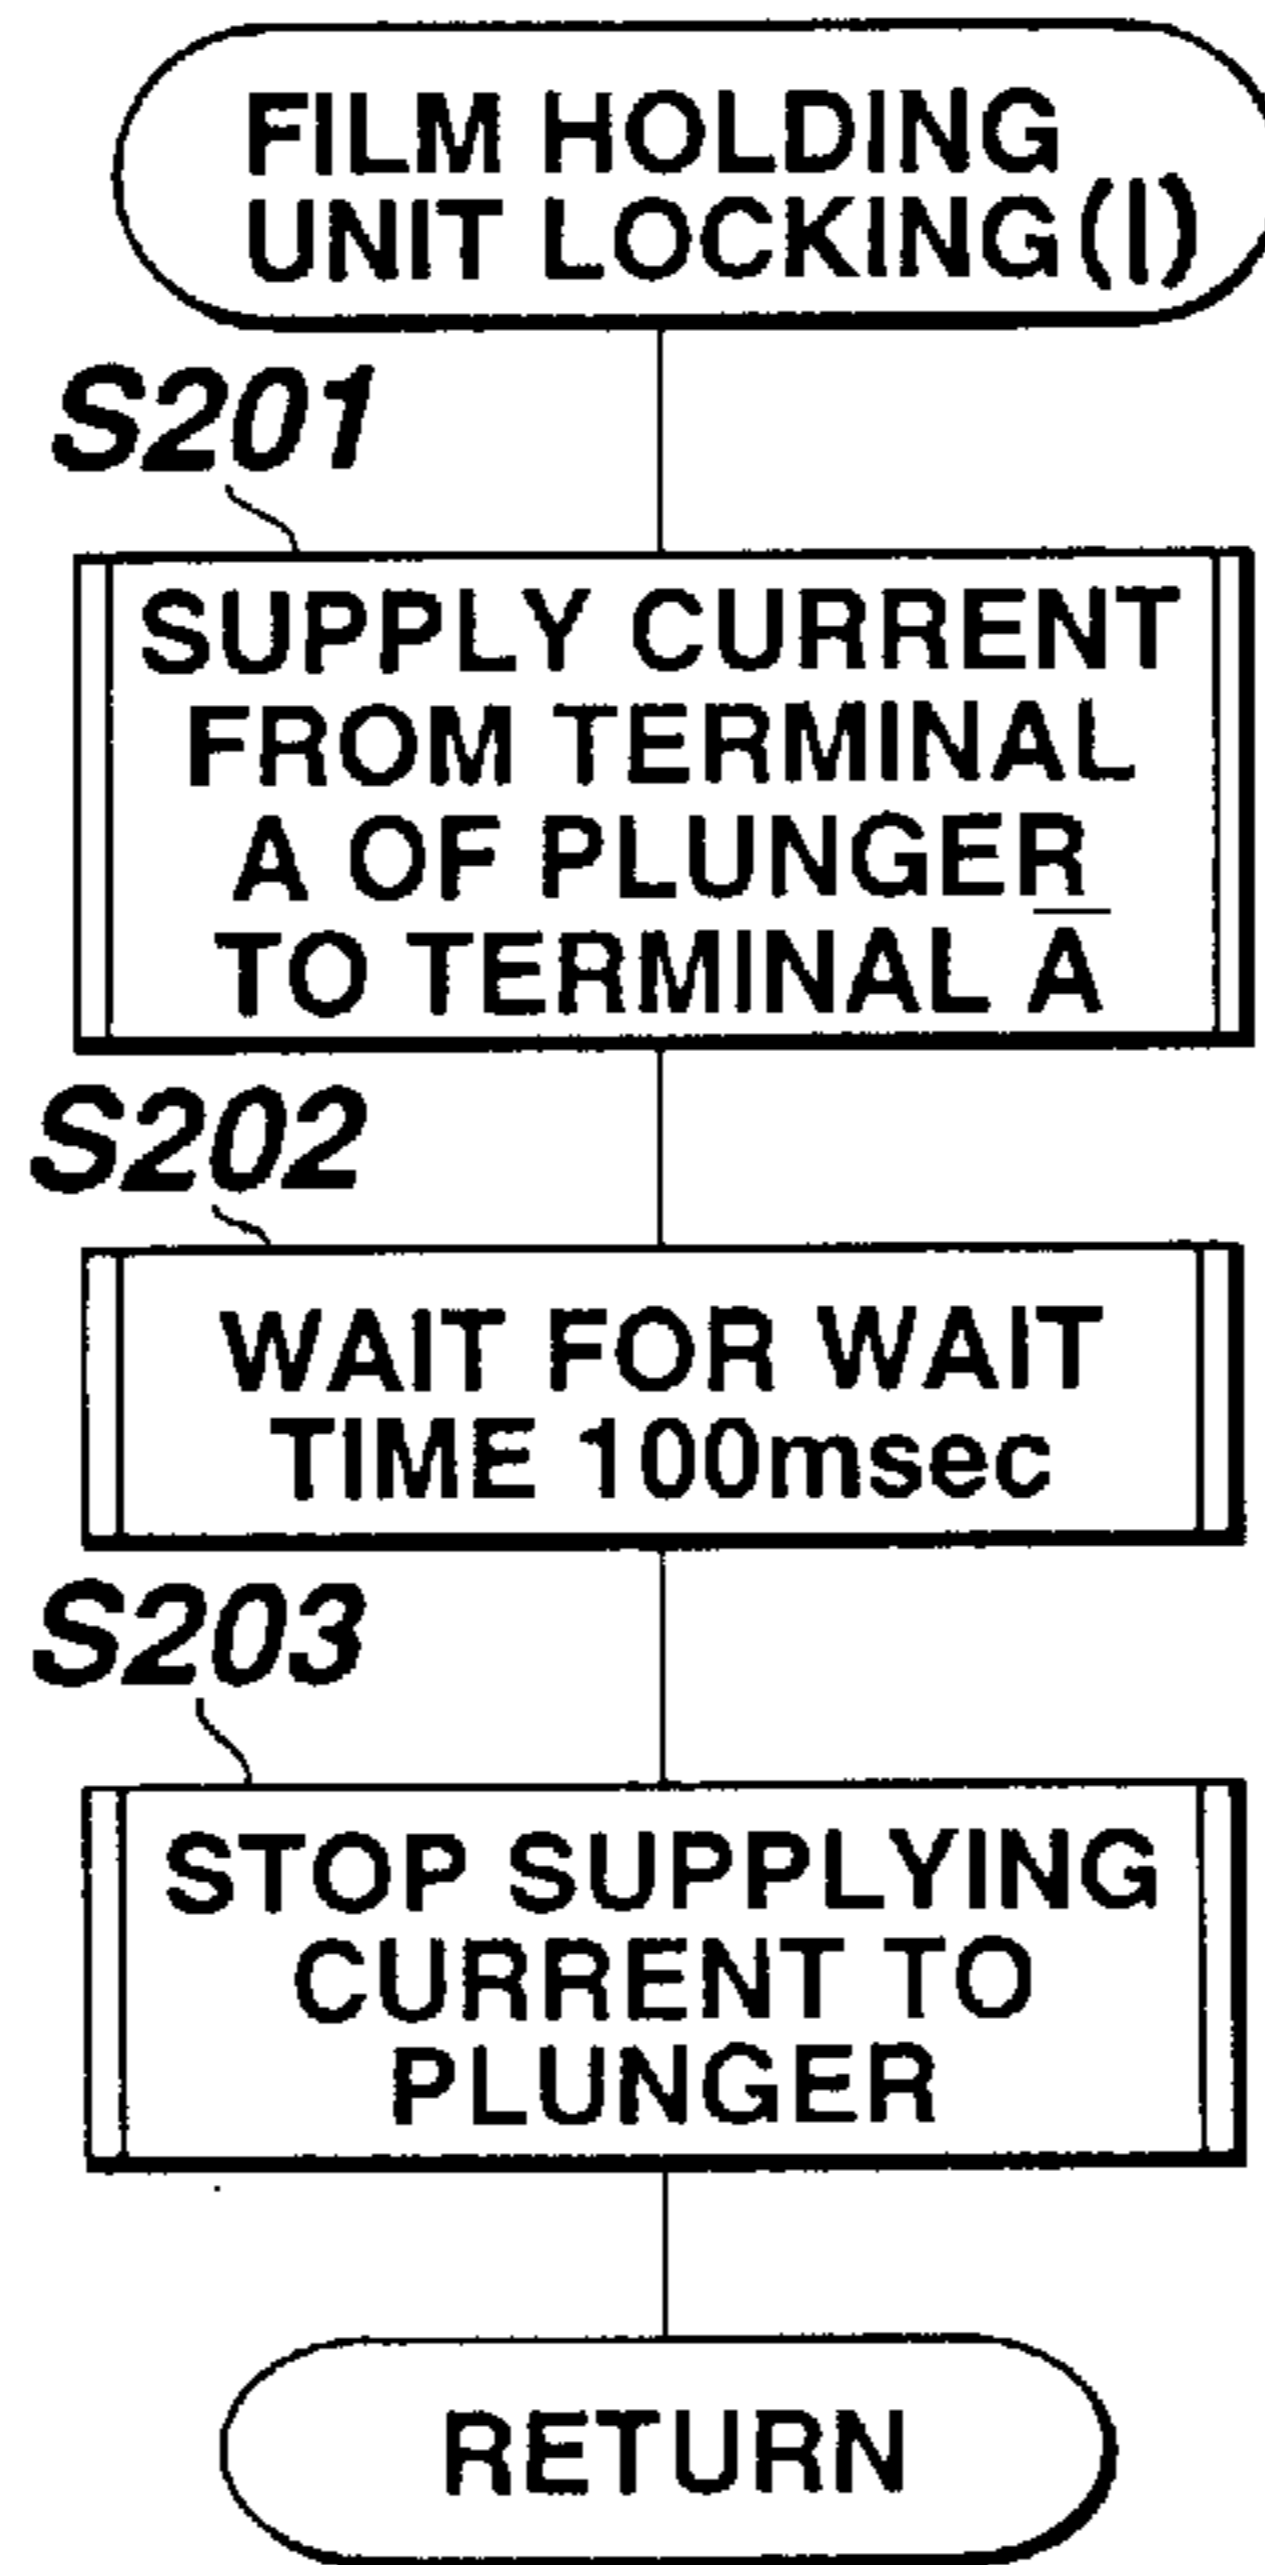 FILM HOLDING
UNIT LOCKING(I)
S201
SUPPLY CURRENT
FROM TERMINAL
A OF PLUNGER
TO TERMINAL A̅
S202
WAIT FOR WAIT
TIME 100msec
S203
STOP SUPPLYING
CURRENT TO
PLUNGER
RETURN